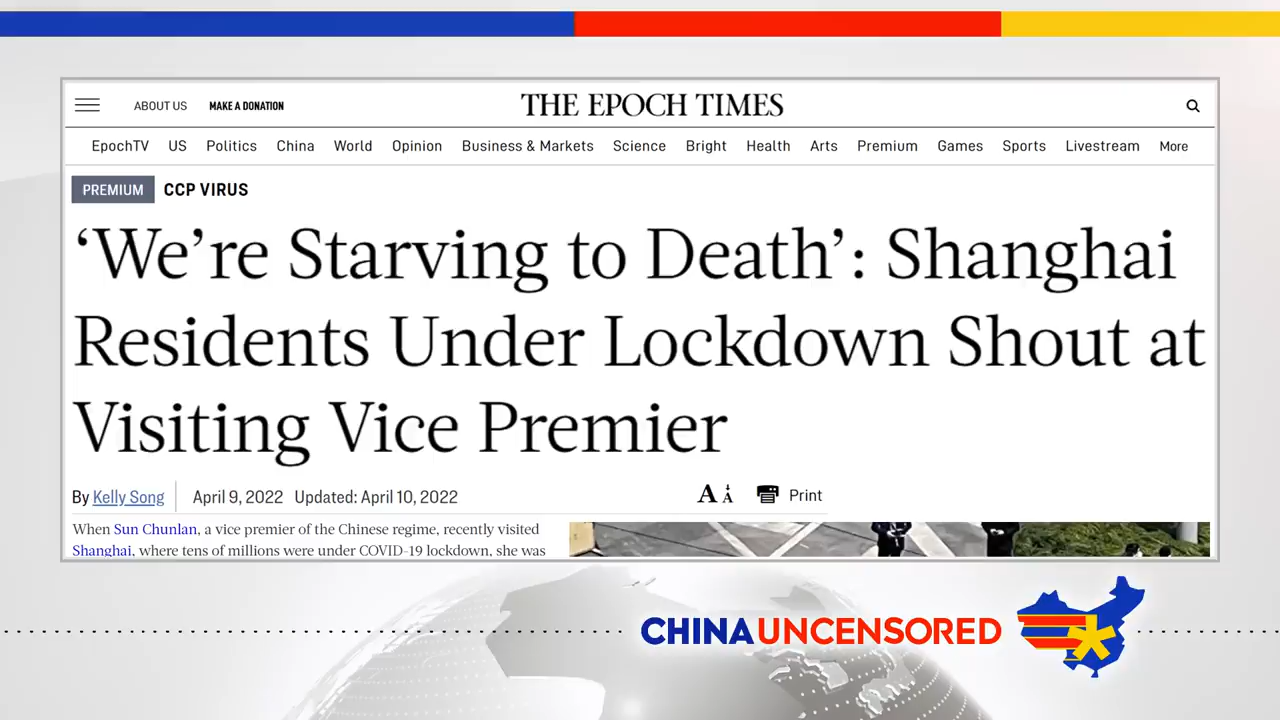 ABOUT US MAKE A DONATION THE EPOCH TIMES
EpochTV US Politics China World Opinion Business & Markets Science Bright Health Arts Premium Games Sports Livestream More
PREMIUM CCP VIRUS
‘We’re Starving to Death’: Shanghai
Residents Under Lockdown Shout at
Visiting Vice Premier
By Kelly Song April 9, 2022 Updated: April 10, 2022 A A Print
When Sun Chunlan, a vice premier of the Chinese regime, recently visited
Shanghai, where tens of millions were under COVID-19 lockdown, she was
CHINA UNCENSORED